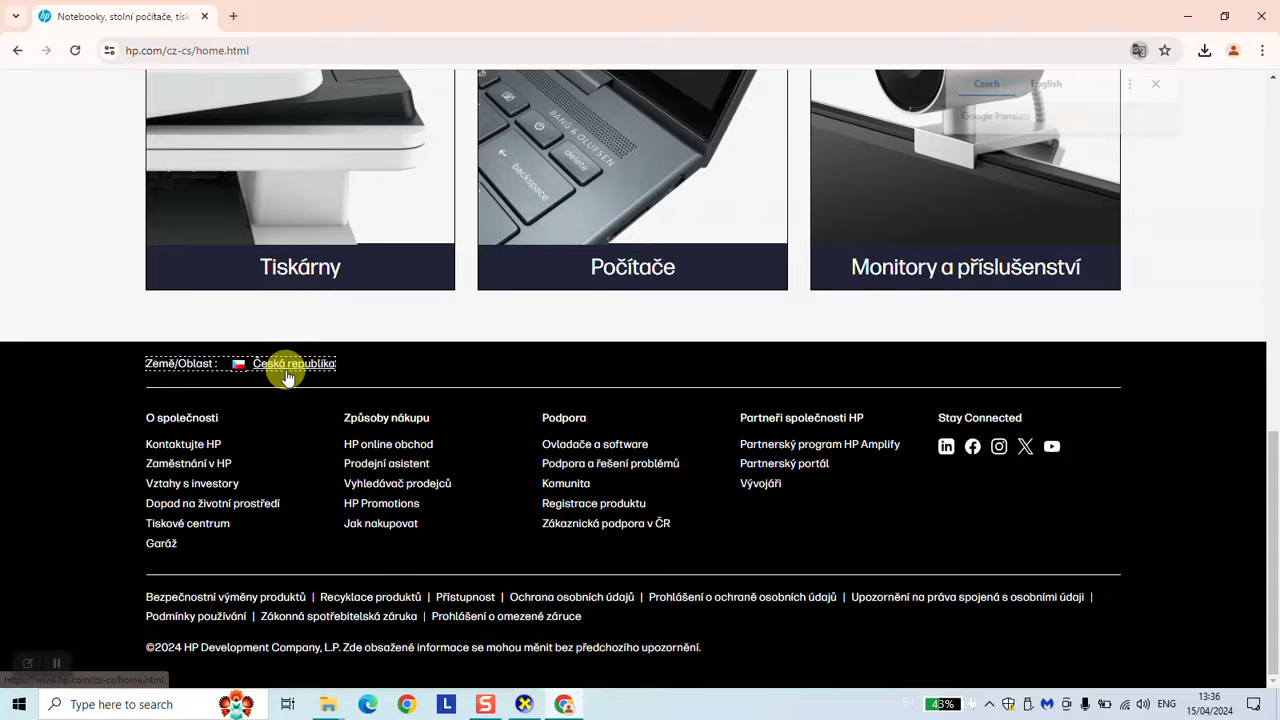 Notebooky, stolní počítače, tisk
hp.com/cz-cs/home.html
Czech English
Google Translate
BANG & OLUFSEN
delete
backspace
Tiskárny
Počítače
Monitory a příslušenství
Země/Oblast : Česká republika
O společnosti
Kontaktujte HP
Zaměstnání v HP
Vztahy s investory
Dopad na životní prostředí
Tiskové centrum
Garáž
Způsoby nákupu
HP online obchod
Prodejní asistent
Vyhledávač prodejců
HP Promotions
Jak nakupovat
Podpora
Ovladače a software
Podpora a řešení problémů
Komunita
Registrace produktu
Zákaznická podpora v ČR
Partneři společnosti HP
Partnerský program HP Amplify
Partnerský portál
Vývojáři
Stay Connected
Bezpečnostní výměny produktů | Recyklace produktů | Přístupnost | Ochrana osobních údajů | Prohlášení o ochraně osobních údajů | Upozornění na práva spojená s osobními údaji |
Podmínky používání | Zákonná spotřebitelská záruka | Prohlášení o omezené záruce
©2024 HP Development Company, L.P. Zde obsažené informace se mohou měnit bez předchozího upozornění.
https://www.hp.com/cz-cs/home.html
Type here to search
43%
ENG
13:36
15/04/2024